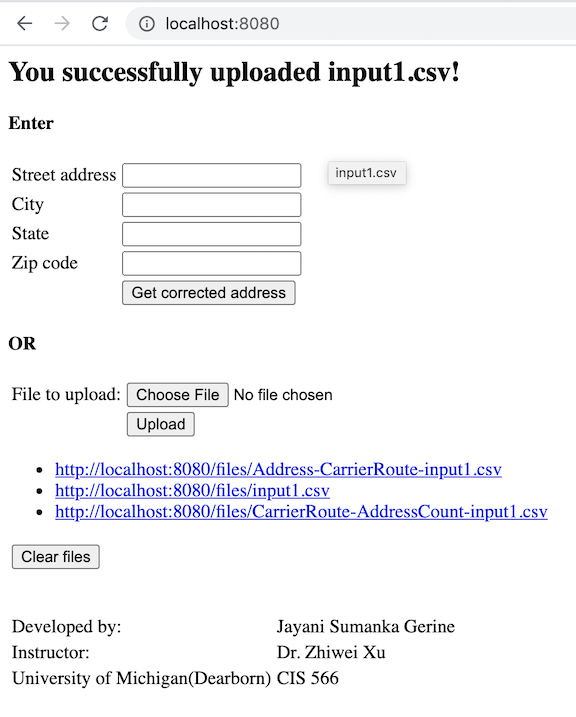 localhost:8080
You successfully uploaded input1.csv!
Enter
Street address
input1.csv
City
State
Zip code
Get corrected address
OR
File to upload: Choose File No file chosen
Upload
http://localhost:8080/files/Address-CarrierRoute-input1.csv
http://localhost:8080/files/input1.csv
http://localhost:8080/files/CarrierRoute-AddressCount-input1.csv
Clear files
Developed by: Jayani Sumanka Gerine
Instructor: Dr. Zhiwei Xu
University of Michigan(Dearborn) CIS 566